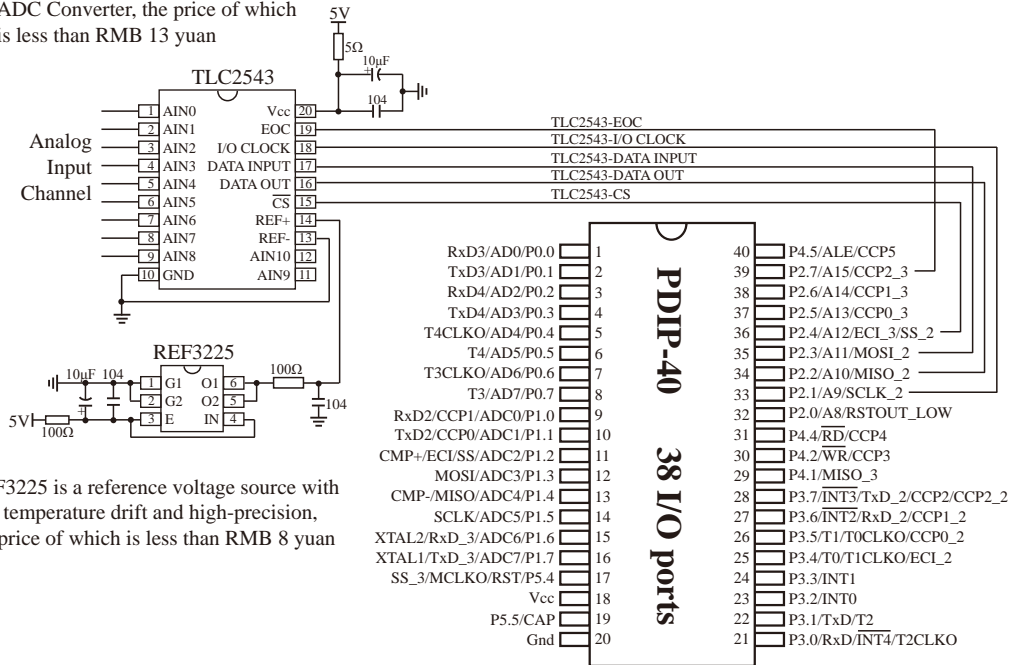 ADC Converter, the price of which
is less than RMB 13 yuan
5V
5Ω
10μF
+
104
TLC2543
1 AIN0
2 AIN1
3 AIN2
4 AIN3
5 AIN4
6 AIN5
7 AIN6
8 AIN7
9 AIN8
10 GND
Vcc 20
EOC 19
I/O CLOCK 18
DATA INPUT 17
DATA OUT 16
CS 15
REF+ 14
REF- 13
AIN10 12
AIN9 11
Analog
Input
Channel
TLC2543-EOC
TLC2543-I/O CLOCK
TLC2543-DATA INPUT
TLC2543-DATA OUT
TLC2543-CS
REF3225
10μF 104
+
1 G1
2 G2
3 E
O1 6
O2 5
IN 4
100Ω
104
5V
100Ω
F3225 is a reference voltage source with
temperature drift and high-precision,
price of which is less than RMB 8 yuan
PDIP-40 38 I/O ports
RxD3/AD0/P0.0 1
TxD3/AD1/P0.1 2
RxD4/AD2/P0.2 3
TxD4/AD3/P0.3 4
T4CLKO/AD4/P0.4 5
T4/AD5/P0.5 6
T3CLKO/AD6/P0.6 7
T3/AD7/P0.7 8
RxD2/CCP1/ADC0/P1.0 9
TxD2/CCP0/ADC1/P1.1 10
CMP+/ECI/SS/ADC2/P1.2 11
MOSI/ADC3/P1.3 12
CMP-/MISO/ADC4/P1.4 13
SCLK/ADC5/P1.5 14
XTAL2/RxD_3/ADC6/P1.6 15
XTAL1/TxD_3/ADC7/P1.7 16
SS_3/MCLKO/RST/P5.4 17
Vcc 18
P5.5/CAP 19
Gnd 20
40 P4.5/ALE/CCP5
39 P2.7/A15/CCP2_3
38 P2.6/A14/CCP1_3
37 P2.5/A13/CCP0_3
36 P2.4/A12/ECI_3/SS_2
35 P2.3/A11/MOSI_2
34 P2.2/A10/MISO_2
33 P2.1/A9/SCLK_2
32 P2.0/A8/RSTOUT_LOW
31 P4.4/RD/CCP4
30 P4.2/WR/CCP3
29 P4.1/MISO_3
28 P3.7/INT3/TxD_2/CCP2/CCP2_2
27 P3.6/INT2/RxD_2/CCP1_2
26 P3.5/T1/T0CLKO/CCP0_2
25 P3.4/T0/T1CLKO/ECI_2
24 P3.3/INT1
23 P3.2/INT0
22 P3.1/TxD/T2
21 P3.0/RxD/INT4/T2CLKO